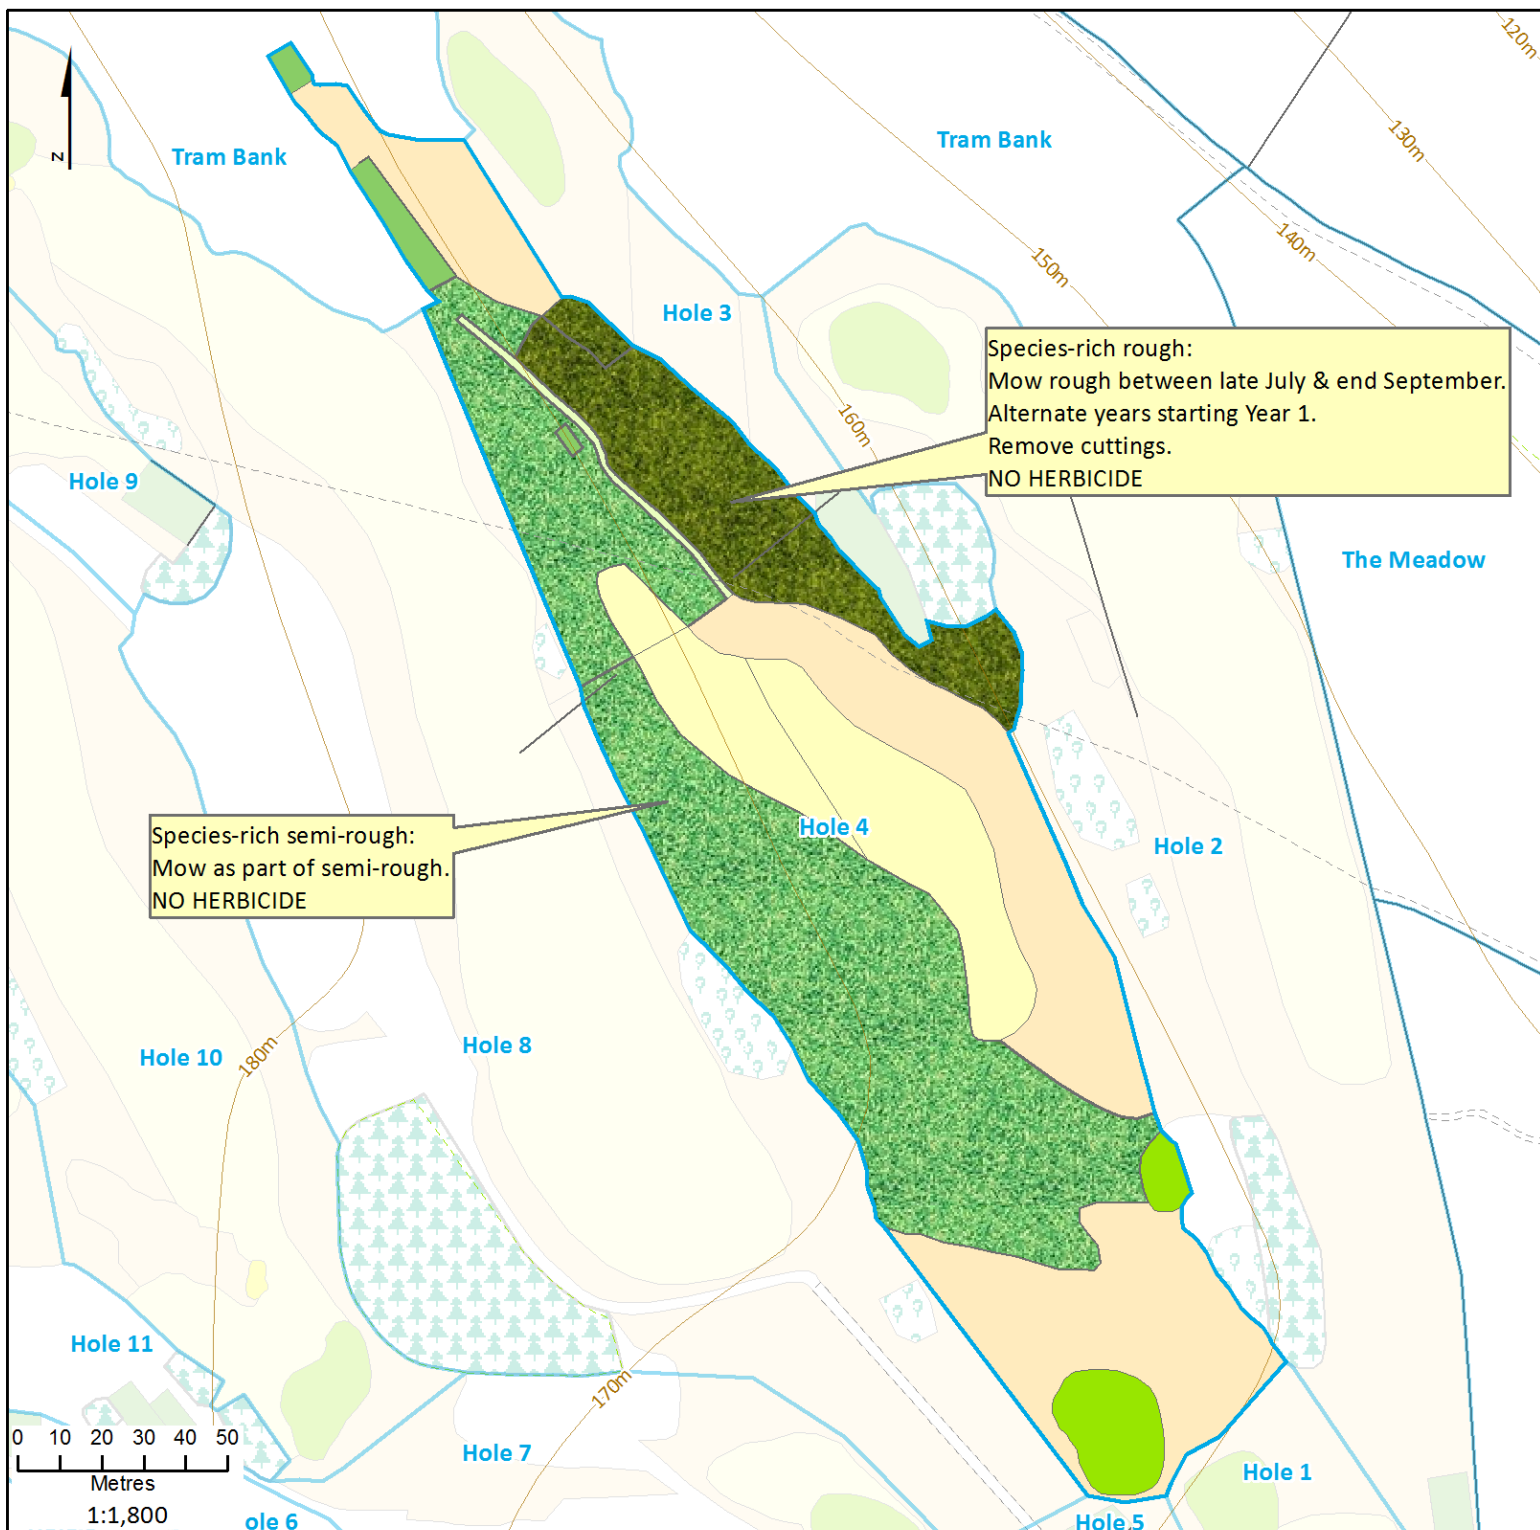 120m
130m
Tram Bank
N
Tram Bank
140m
150m
Hole 3
Species-rich rough:
Mow rough between late July & end September.
Alternate years starting Year 1.
Remove cuttings.
NO HERBICIDE
160m
Hole 9
The Meadow
Species-rich semi-rough:
Mow as part of semi-rough.
NO HERBICIDE
Hole 4
Hole 2
Hole 10
180m
Hole 8
Hole 11
170m
0 10 20 30 40 50
Metres
1:1,800
Hole 7
Hole 1
ole 6
Hole 5